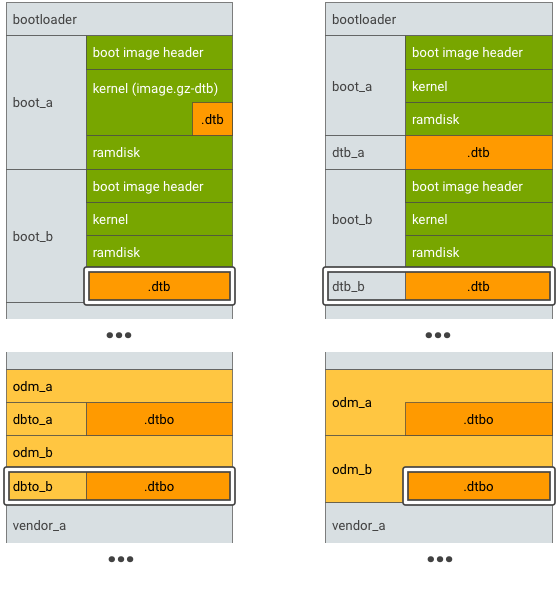 bootloader
boot_a
boot image header
kernel (image.gz-dtb)
.dtb
ramdisk
boot_b
boot image header
kernel
ramdisk
.dtb
odm_a
dbto_a
.dtbo
odm_b
dbto_b
.dtbo
vendor_a
bootloader
boot_a
boot image header
kernel
ramdisk
dtb_a
.dtb
boot_b
boot image header
kernel
ramdisk
dtb_b
.dtb
odm_a
.dtbo
odm_b
.dtbo
vendor_a